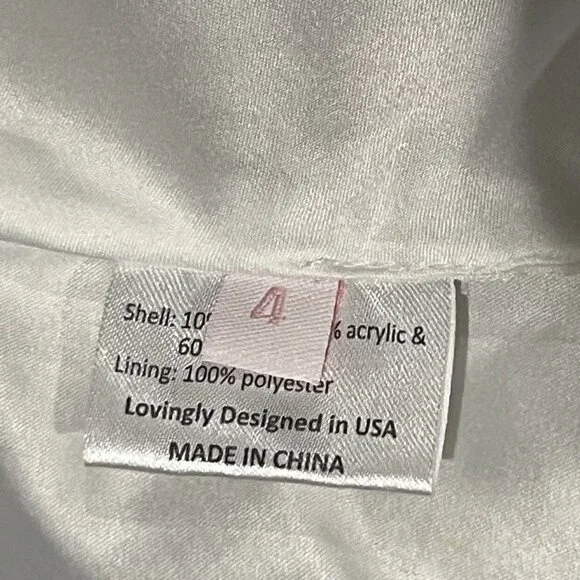 4
Shell: 10 % acrylic &
60
Lining: 100% polyester
Lovingly Designed in USA
MADE IN CHINA